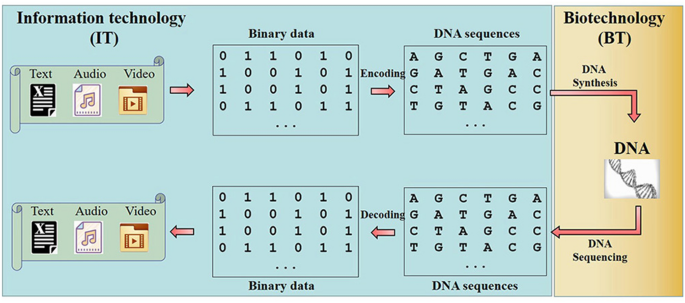 Information technology
(IT)
Biotechnology
(BT)
Binary data
DNA sequences
Text Audio Video
X
0 1 1 0 1 0
1 0 0 1 0 1
1 0 0 1 0 1
0 1 1 0 1 1
...
Encoding
A G C T G A
G A T G A C
C T A G C C
T G T A C G
...
DNA
Synthesis
DNA
Text Audio Video
X
0 1 1 0 1 0
1 0 0 1 0 1
1 0 0 1 0 1
0 1 1 0 1 1
...
Decoding
A G C T G A
G A T G A C
C T A G C C
T G T A C G
...
DNA
Sequencing
Binary data
DNA sequences